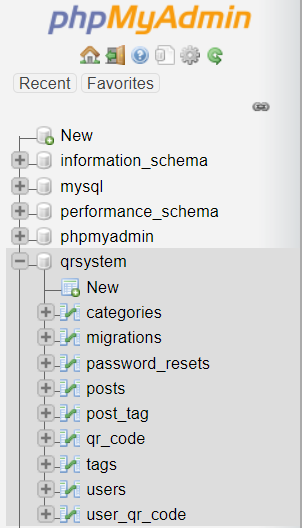 phpMyAdmin
Recent Favorites
New
information_schema
mysql
performance_schema
phpmyadmin
qrsystem
New
categories
migrations
password_resets
posts
post_tag
qr_code
tags
users
user_qr_code